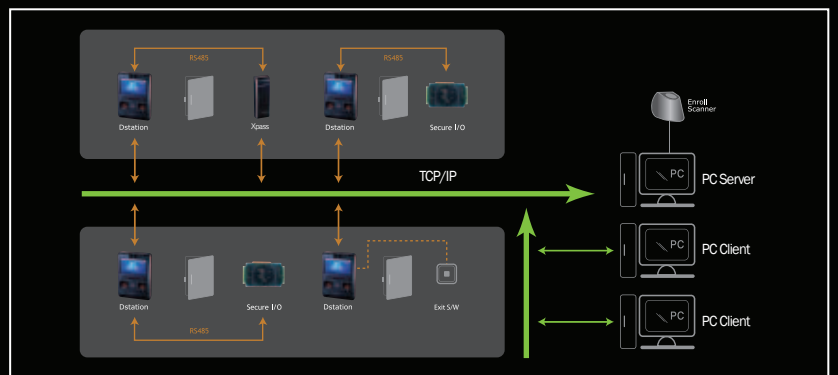 RS485
RS485
Dstation
Xpass
Dstation
Secure I/O
Enroll
Scanner
TCP/IP
PC
PC Server
PC
PC Client
Dstation
Secure I/O
Dstation
Exit S/W
RS485
PC
PC Client